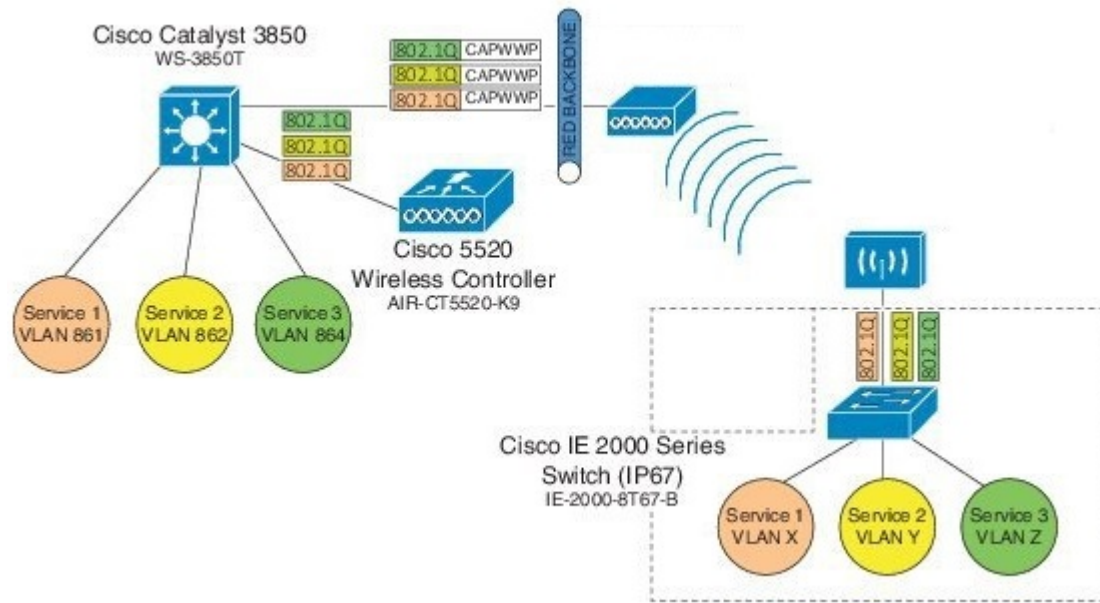 Cisco Catalyst 3850
WS-3850T
802.1Q CAPWWP
802.1Q CAPWWP
802.1Q CAPWWP
RED BACKBONE
802.1Q
802.1Q
802.1Q
Cisco 5520
Wireless Controller
AIR-CT5520-K9
Service 1
VLAN 861
Service 2
VLAN 862
Service 3
VLAN 864
802.1Q
802.1Q
802.1Q
Cisco IE 2000 Series
Switch (IP67)
IE-2000-8T67-B
Service 1
VLAN X
Service 2
VLAN Y
Service 3
VLAN Z